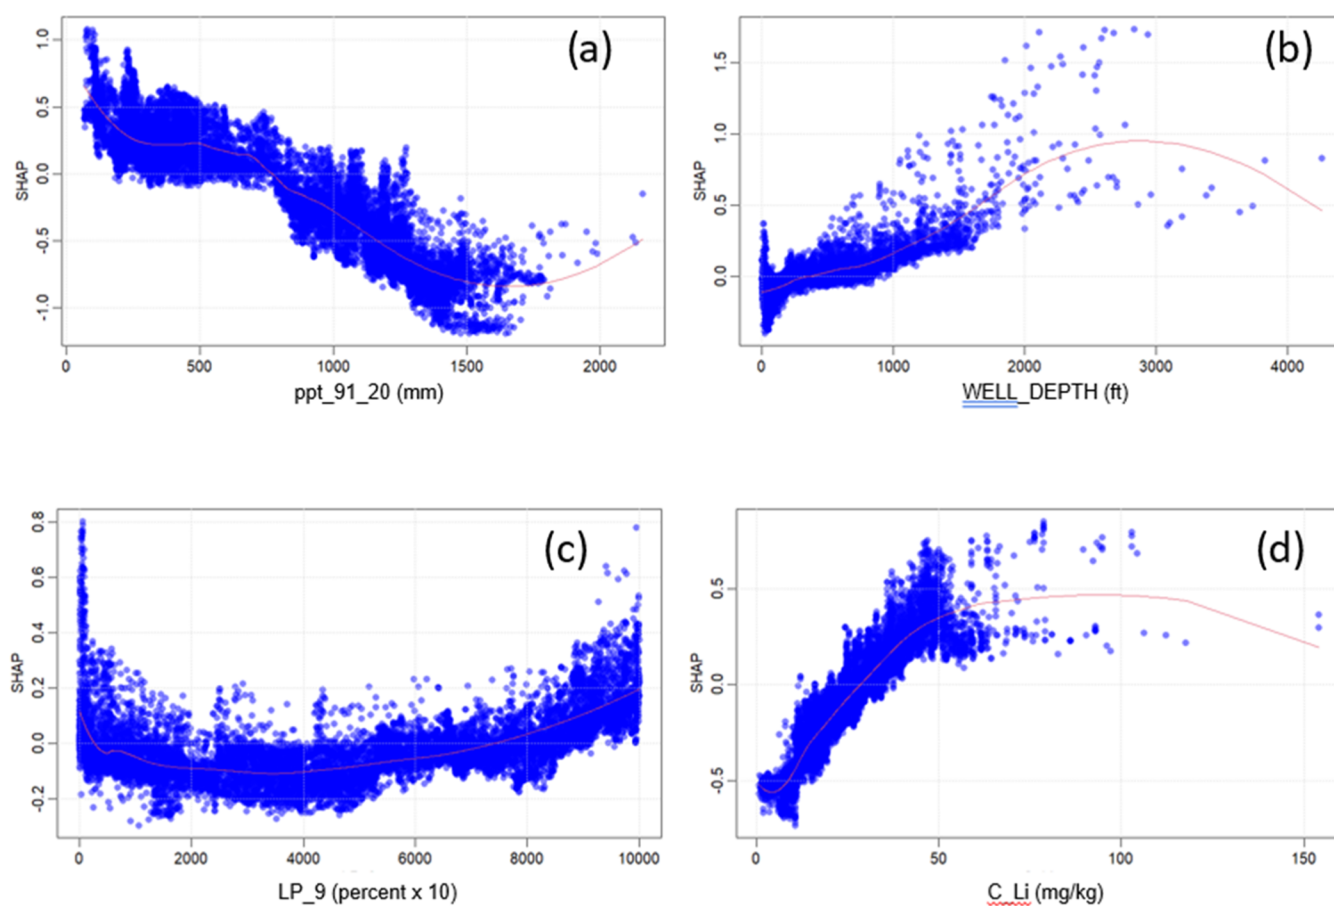 (a)
1.0
0.5
0.0
-0.5
-1.0
SHAP
0 500 1000 1500 2000
ppt_91_20 (mm)
(b)
1.5
1.0
0.5
0.0
SHAP
0 1000 2000 3000 4000
WELL_DEPTH (ft)
(c)
0.8
0.6
0.4
0.2
0.0
-0.2
SHAP
0 2000 4000 6000 8000 10000
LP_9 (percent x 10)
(d)
0.5
0.0
-0.5
SHAP
0 50 100 150
C_Li (mg/kg)